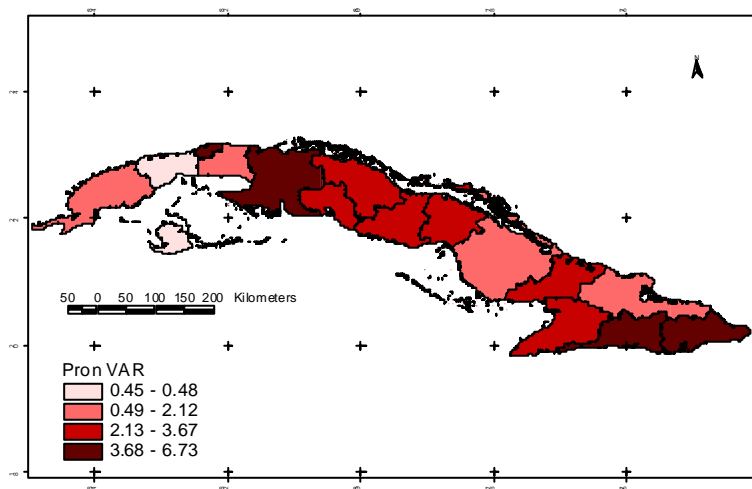 N
50 0 50 100 150 200 Kilometers
Pron VAR
0.45 - 0.48
0.49 - 2.12
2.13 - 3.67
3.68 - 6.73